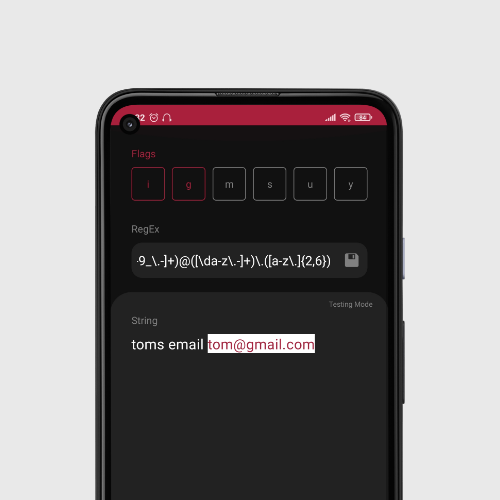 Flags
i g m s u y
RegEx
9_\.-]+)@([\da-z\.-]+)\.([a-z\.]{2,6})
Testing Mode
String
toms email tom@gmail.com